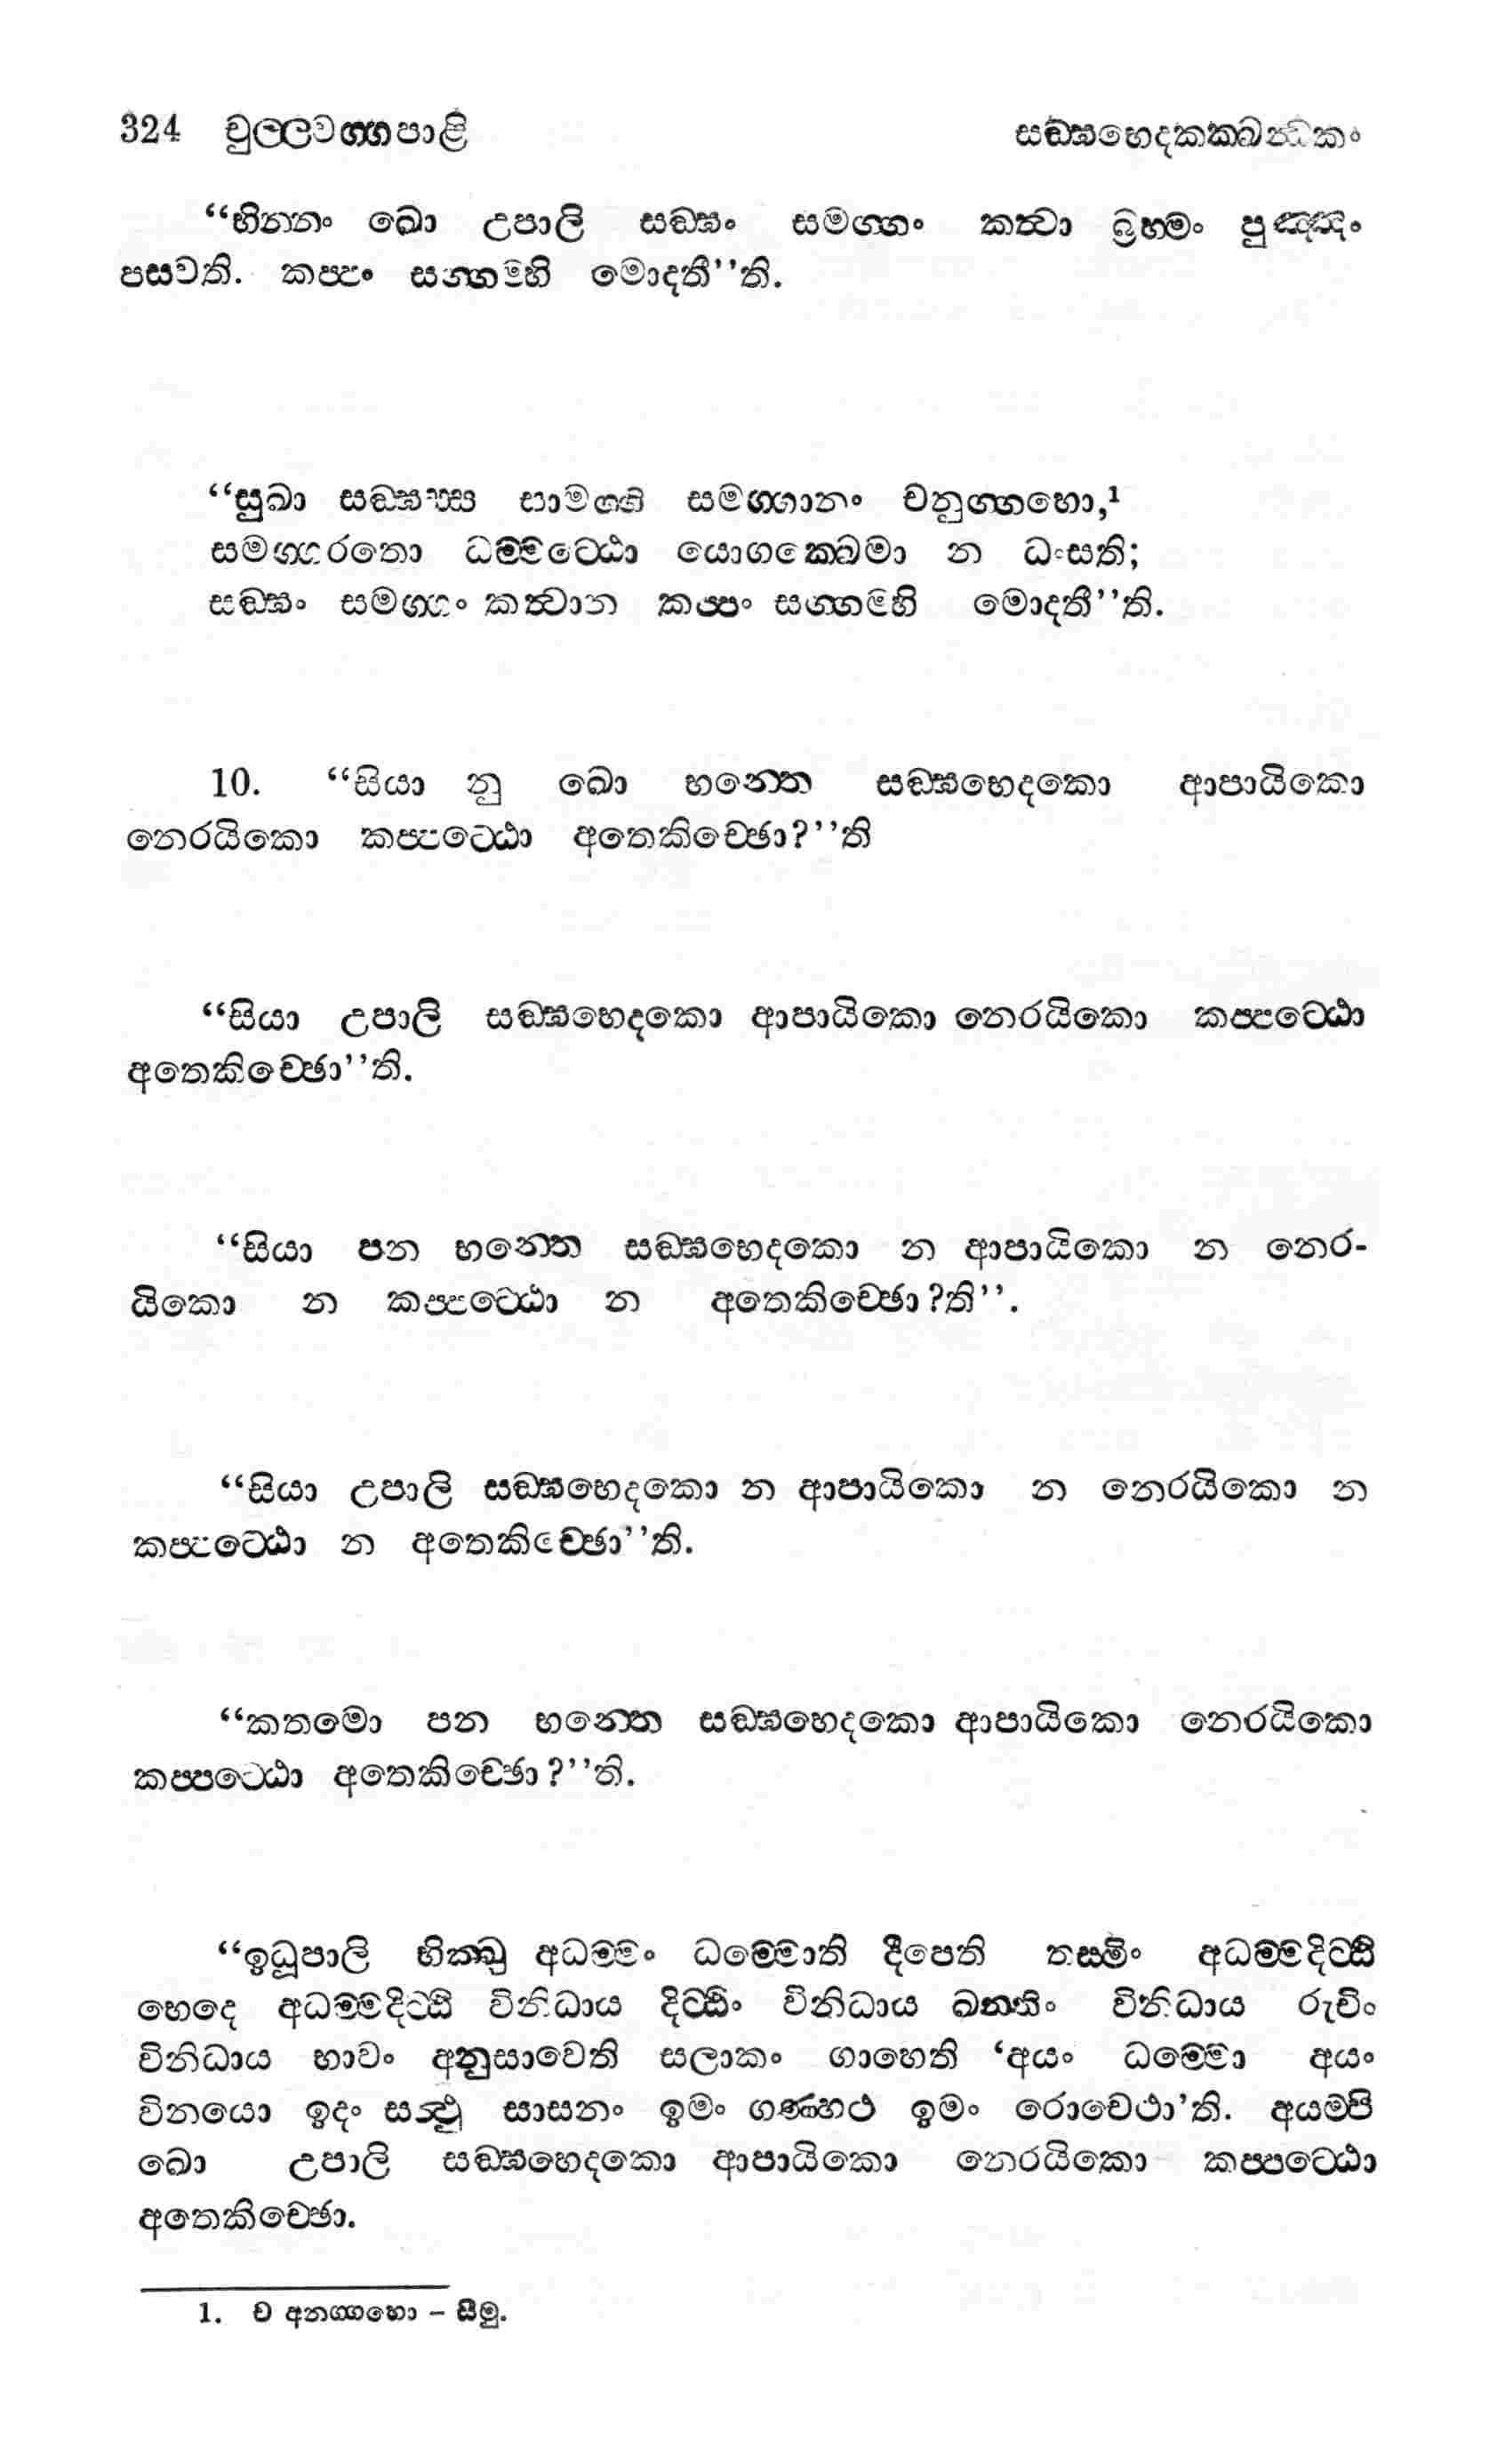 324 චුල්ලවග්ගපාළි සඞ්ඝභෙදකක්ඛන්ධකං
“භින්නං ඛො උපාලි සඞ්ඝං සමග්ගං කත්වා බ්‍රහ්මං පුඤ්ඤං
පසවති. කප්පං සග්ගම්හි මොදතී’’ති.
“සුඛා සඞ්ඝස්ස සාමග්ගි සමග්ගානං චනුග්ගහො,¹
සමග්ගරතො ධම්මට්ඨො යොගක්ඛෙමා න ධංසති;
සඞ්ඝං සමග්ගං කත්වාන කප්පං සග්ගම්හි මොදතී’’ති.
10. “සියා නු ඛො භන්තෙ සඞ්ඝභෙදකො ආපායිකො
නෙරයිකො කප්පට්ඨො අතෙකිච්ඡො?’’ති
“සියා උපාලි සඞ්ඝභෙදකො ආපායිකො නෙරයිකො කප්පට්ඨො
අතෙකිච්ඡො’’ති.
“සියා පන භන්තෙ සඞ්ඝභෙදකො න ආපායිකො න නෙර-
යිකො න කප්පට්ඨො න අතෙකිච්ඡො?ති’’.
“සියා උපාලි සඞ්ඝභෙදකො න ආපායිකො න නෙරයිකො න
කප්පට්ඨො න අතෙකිච්ඡො’’ති.
“කතමො පන භන්තෙ සඞ්ඝභෙදකො ආපායිකො නෙරයිකො
කප්පට්ඨො අතෙකිච්ඡො?’’ති.
“ඉධූපාලි භික්ඛු අධම්මං ධම්මොති දීපෙති තස්මිං අධම්මදිට්ඨි
භෙදෙ අධම්මදිට්ඨි විනිධාය දිට්ඨිං විනිධාය ඛන්තිං විනිධාය රුචිං
විනිධාය භාවං අනුසාවෙති සලාකං ගාහෙති ‘අයං ධම්මො අයං
විනයො ඉදං සත්‍ථු සාසනං ඉමං ගණ්හථ ඉමං රොචෙථා’ති. අයම්පි
ඛො උපාලි සඞ්ඝභෙදකො ආපායිකො නෙරයිකො කප්පට්ඨො
අතෙකිච්ඡො.
1. ච අනග්ගහො – සීමු.